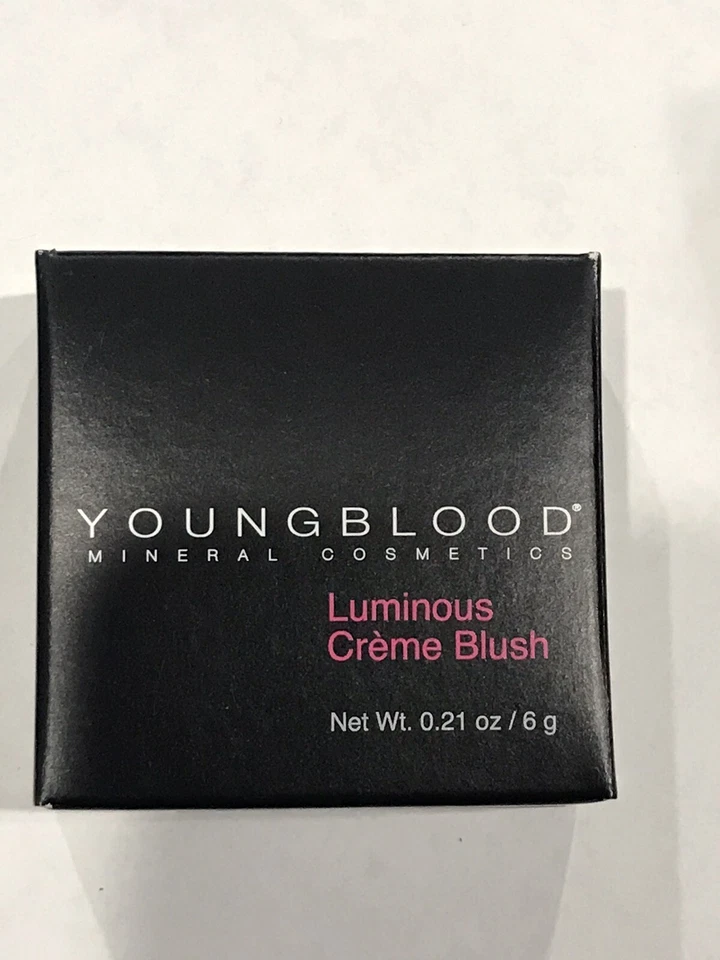 YOUNGBLOOD®
MINERAL COSMETICS
Luminous
Crème Blush
Net Wt. 0.21 oz / 6 g